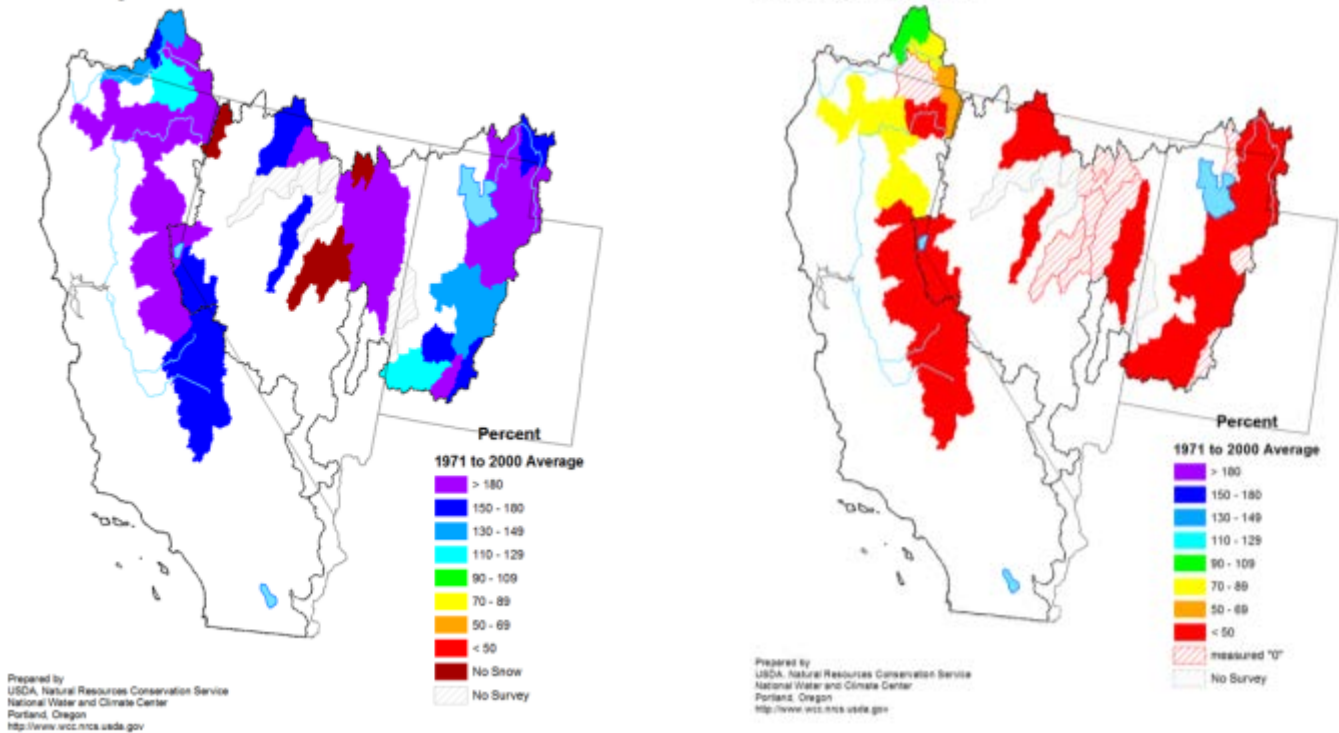 Percent
1971 to 2000 Average
> 180
150 - 180
130 - 149
110 - 129
90 - 109
70 - 89
50 - 69
< 50
No Snow
No Survey
Prepared by
USDA, Natural Resources Conservation Service
National Water and Climate Center
Portland, Oregon
http://www.wcc.nrcs.usda.gov
Percent
1971 to 2000 Average
> 180
150 - 180
130 - 149
110 - 129
90 - 109
70 - 89
50 - 69
< 50
measured "0"
No Survey
Prepared by
USDA, Natural Resources Conservation Service
National Water and Climate Center
Portland, Oregon
http://www.wcc.nrcs.usda.gov